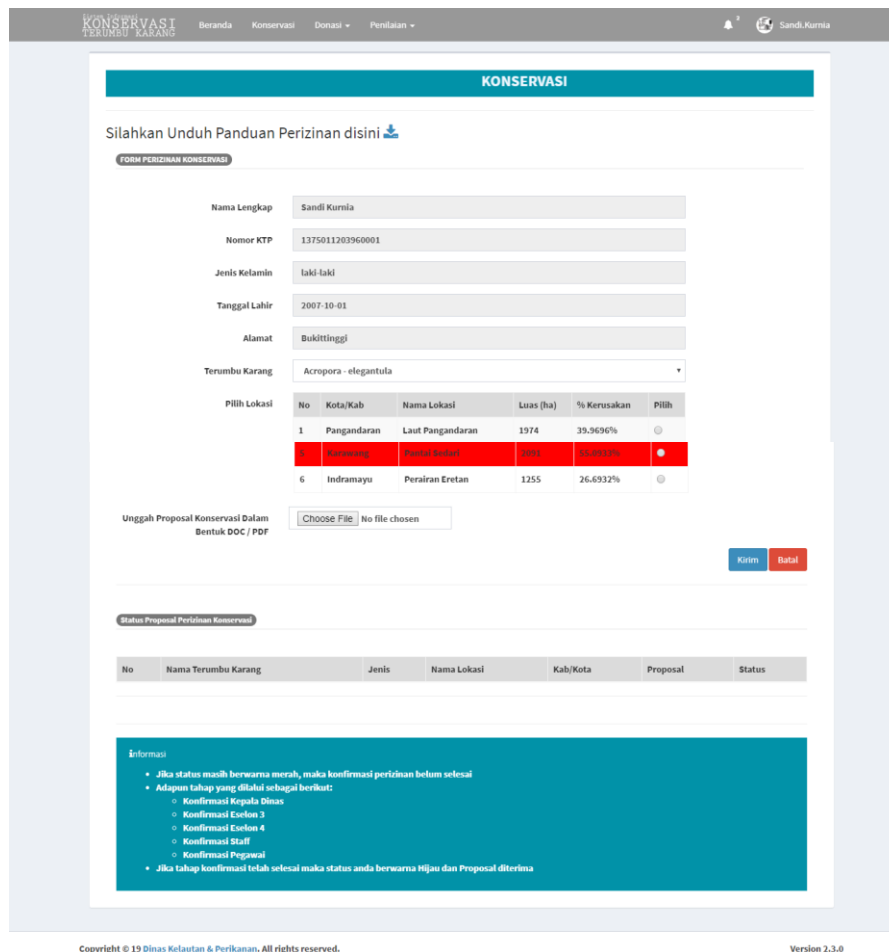 Sistem Informasi
KONSERVASI
TERUMBU KARANG
Beranda Konservasi Donasi Penilaian
3 Sandi.Kurnia
KONSERVASI
Silahkan Unduh Panduan Perizinan disini
FORM PERIZINAN KONSERVASI
Nama Lengkap Sandi Kurnia
Nomor KTP 1375011203960001
Jenis Kelamin laki-laki
Tanggal Lahir 2007-10-01
Alamat Bukittinggi
Terumbu Karang Acropora - elegantula
Pilih Lokasi No Kota/Kab Nama Lokasi Luas (ha) % Kerusakan Pilih
1 Pangandaran Laut Pangandaran 1974 39.9696%
5 Karawang Pantai Sedari 2091 53.0932%
6 Indramayu Perairan Eretan 1255 26.6932%
Unggah Proposal Konservasi Dalam Choose File No file chosen
Bentuk DOC / PDF
Kirim Batal
Status Proposal Perizinan Konservasi
No Nama Terumbu Karang Jenis Nama Lokasi Kab/Kota Proposal Status
informasi
Jika status masih berwarna merah, maka konfirmasi perizinan belum selesai
Adapun tahap yang dilalui sebagai berikut:
Konfirmasi Kepala Dinas
Konfirmasi Eselon 3
Konfirmasi Eselon 4
Konfirmasi Staff
Konfirmasi Pegawai
Jika tahap konfirmasi telah selesai maka status anda berwarna Hijau dan Proposal diterima
Copyright © 19 Dinas Kelautan & Perikanan. All rights reserved. Version 2.3.0